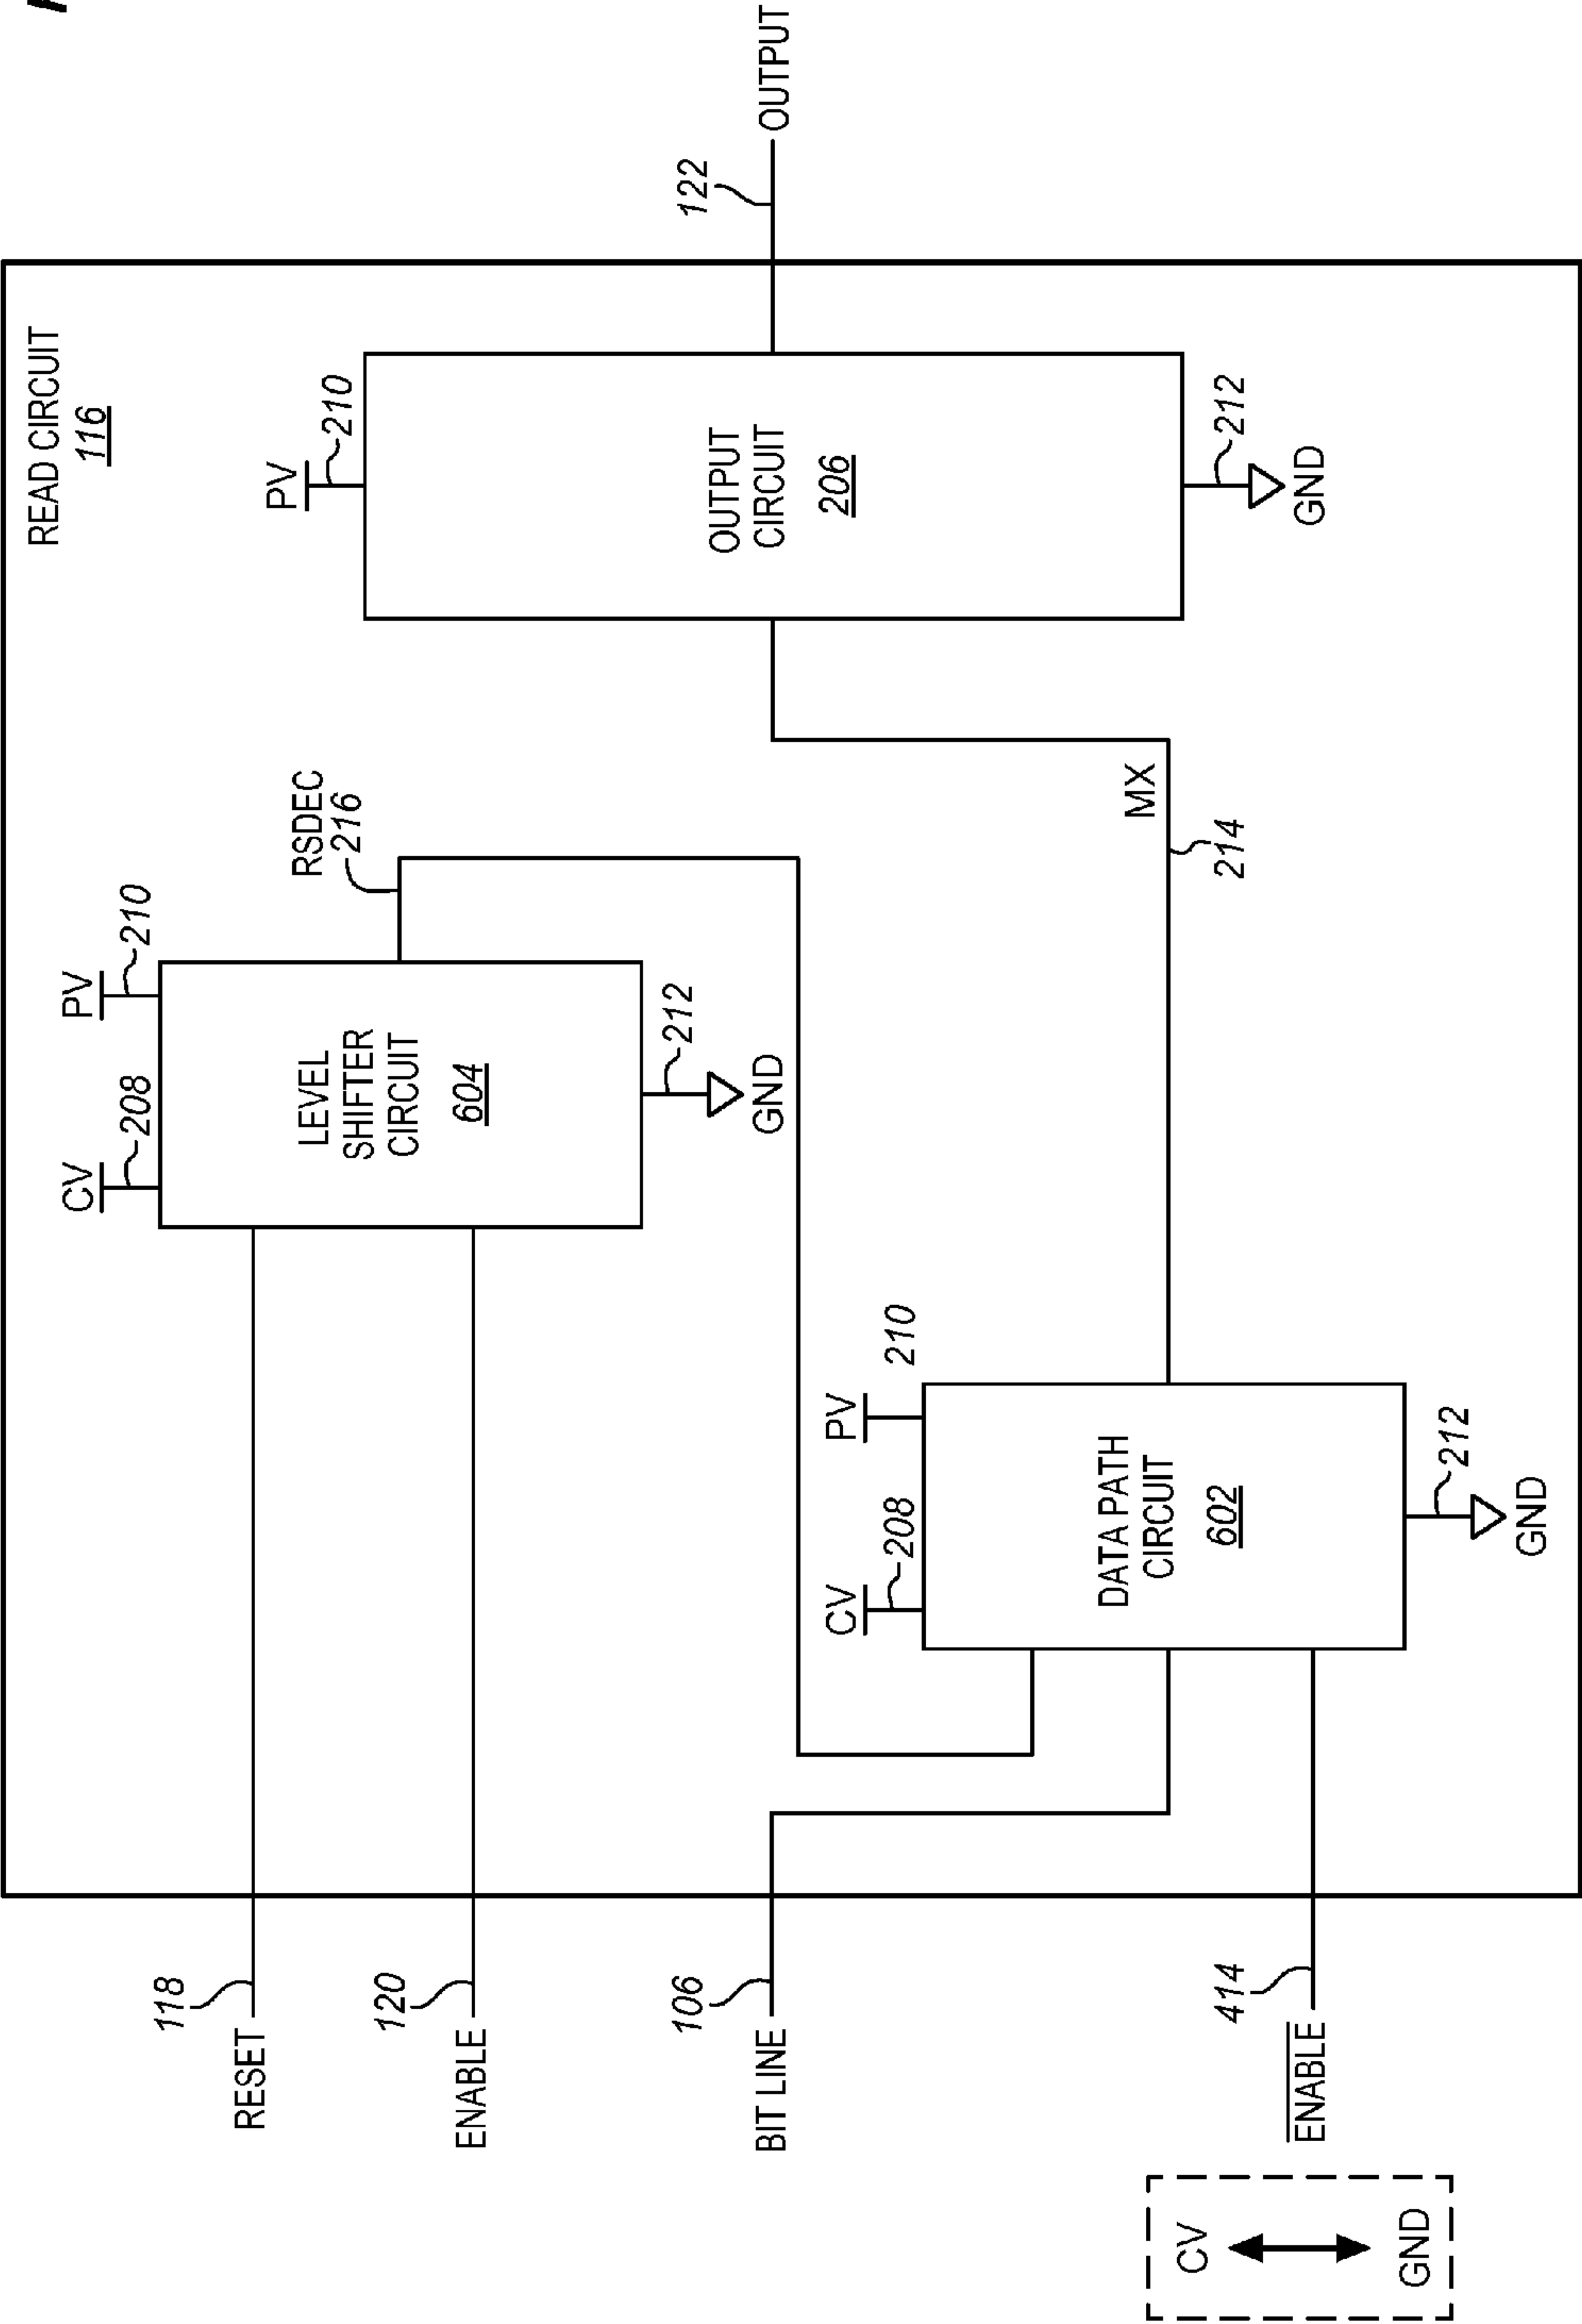 READ CIRCUIT
116
CV
208
PV
210
RSDEC
216
PV
210
RESET
118
LEVEL
SHIFTER
CIRCUIT
604
ENABLE
120
212
GND
OUTPUT
CIRCUIT
206
122
OUTPUT
BIT LINE
106
CV
208
PV
210
DATA PATH
CIRCUIT
602
MX
214
212
GND
ENABLE
414
212
GND
CV
GND